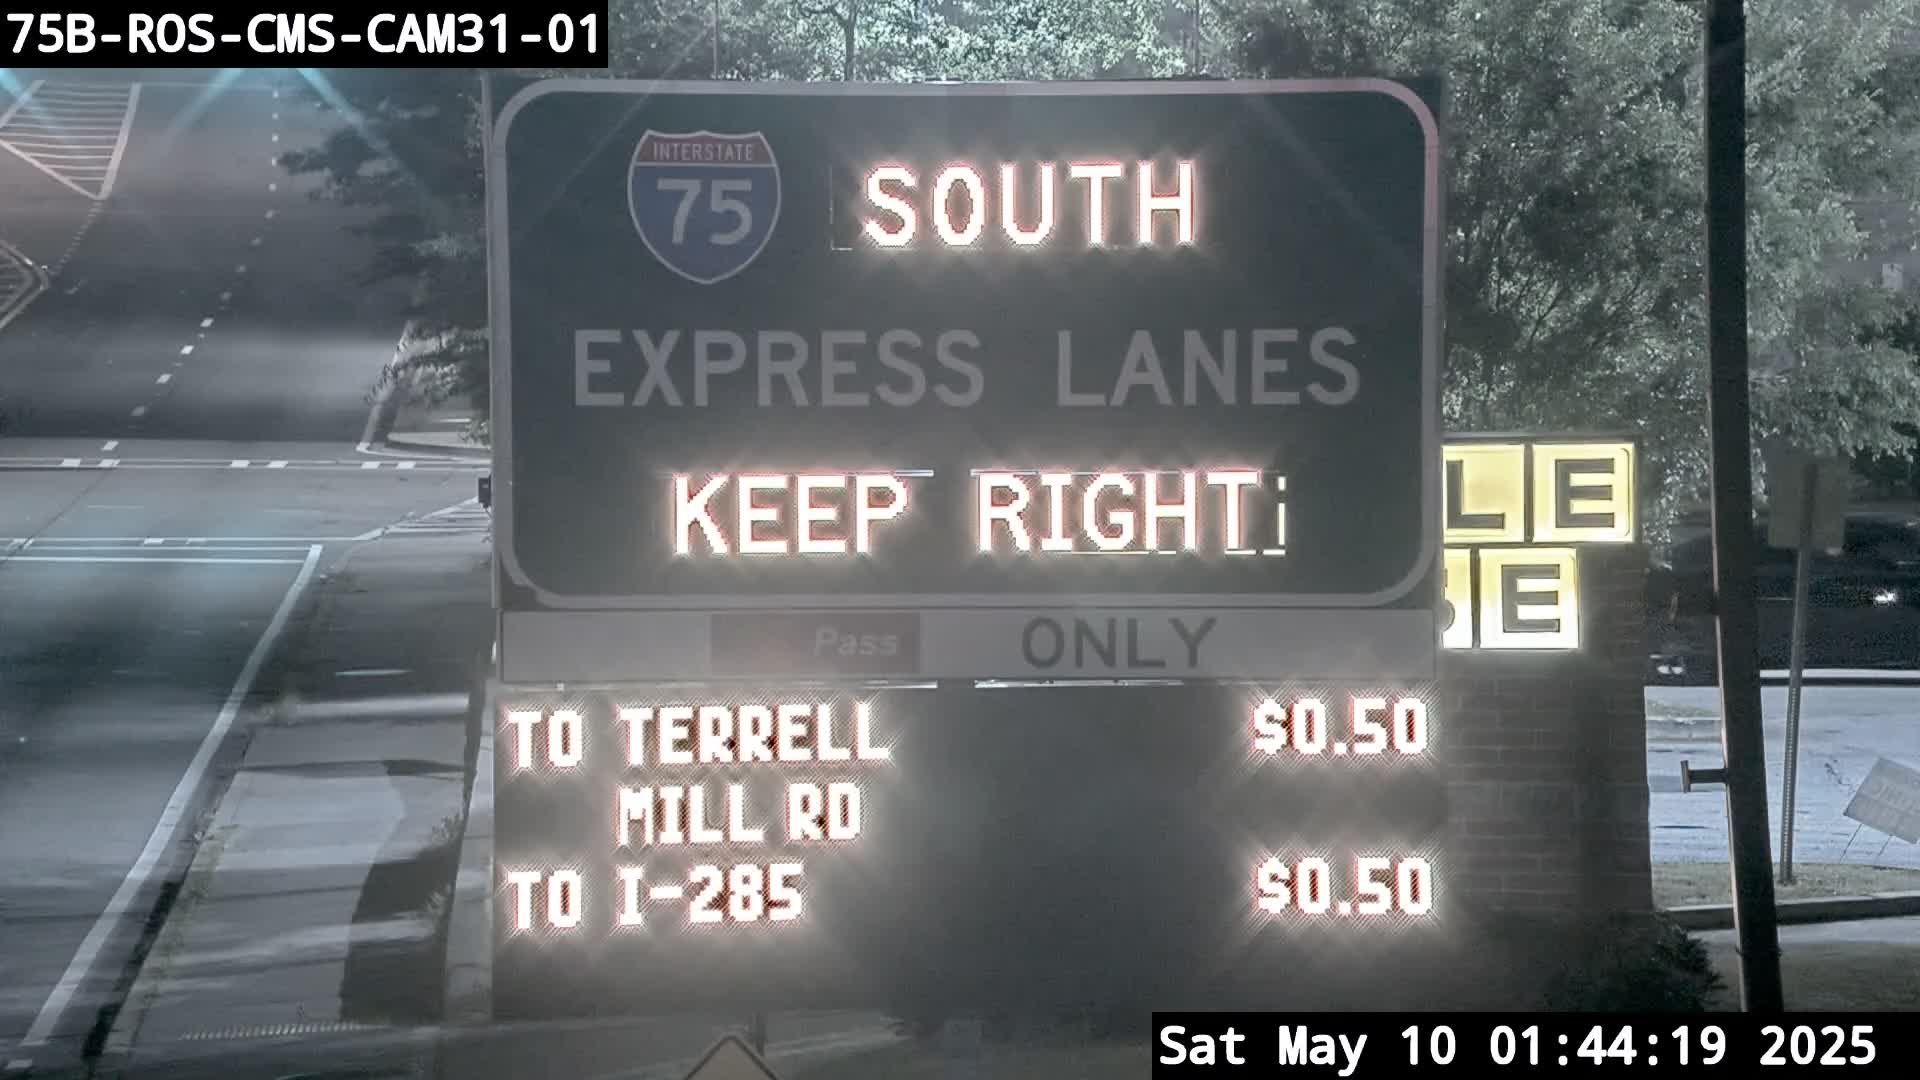 75B-ROS-CMS-CAM31-01
INTERSTATE
75
SOUTH
EXPRESS LANES
KEEP RIGHT
Pass ONLY
TO TERRELL $0.50
MILL RD
TO I-285 $0.50
LE
E
Sat May 10 01:44:19 2025